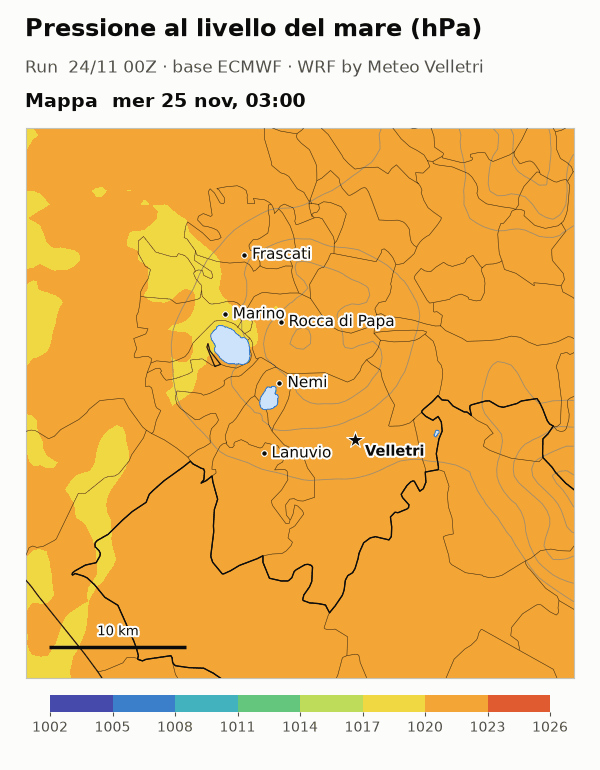 Pressione al livello del mare (hPa)
Run  24/11 00Z · base ECMWF · WRF by Meteo Velletri
Mappa  mer 25 nov, 03:00
Frascati
Marino
Rocca di Papa
Nemi
Velletri
Lanuvio
10 km
1002 1005 1008 1011 1014 1017 1020 1023 1026